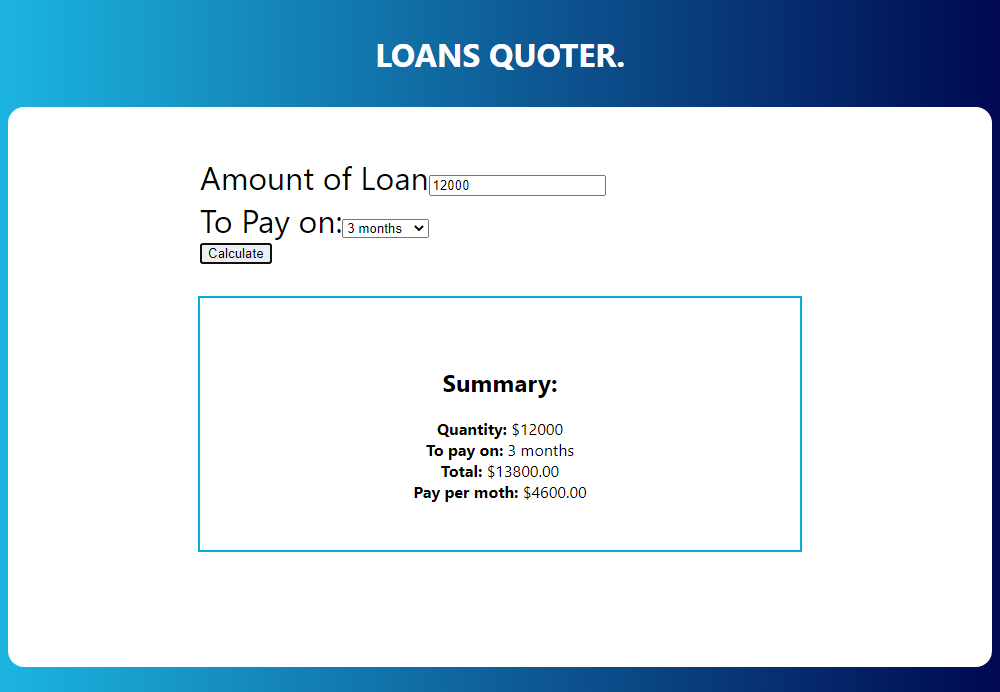 LOANS QUOTER.
Amount of Loan 12000
To Pay on: 3 months
Calculate
Summary:
Quantity: $12000
To pay on: 3 months
Total: $13800.00
Pay per moth: $4600.00